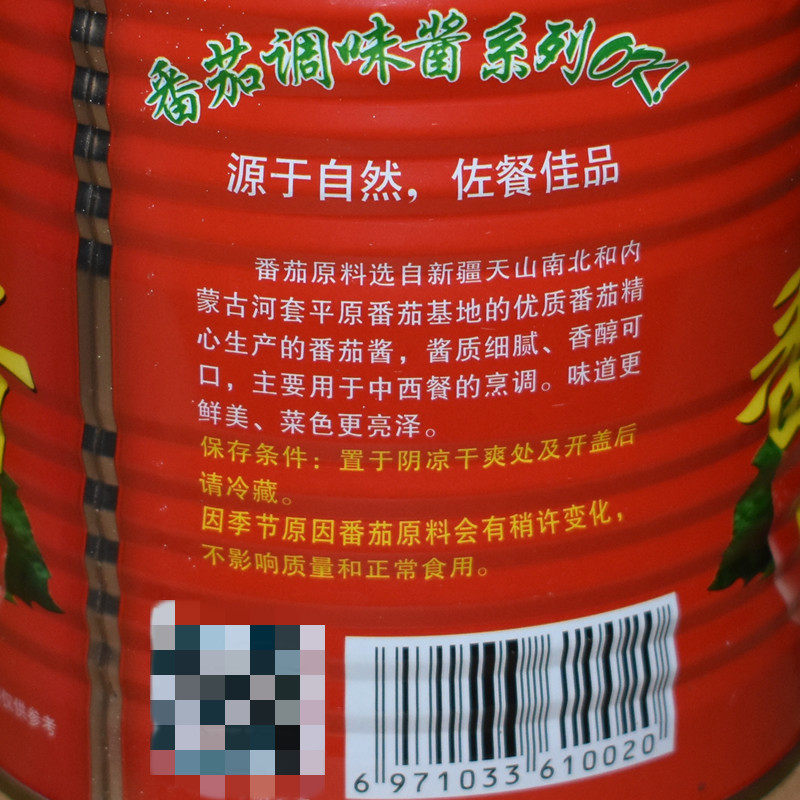 番茄调味酱系列OK!
源于自然，佐餐佳品
番茄原料选自新疆天山南北和内
蒙古河套平原番茄基地的优质番茄精
心生产的番茄酱，酱质细腻、香醇可
口，主要用于中西餐的烹调。味道更
鲜美、菜色更亮泽。
保存条件：置于阴凉干爽处及开盖后
请冷藏。
因季节原因番茄原料会有稍许变化，
不影响质量和正常食用。
仅供参考
6 971033 610020